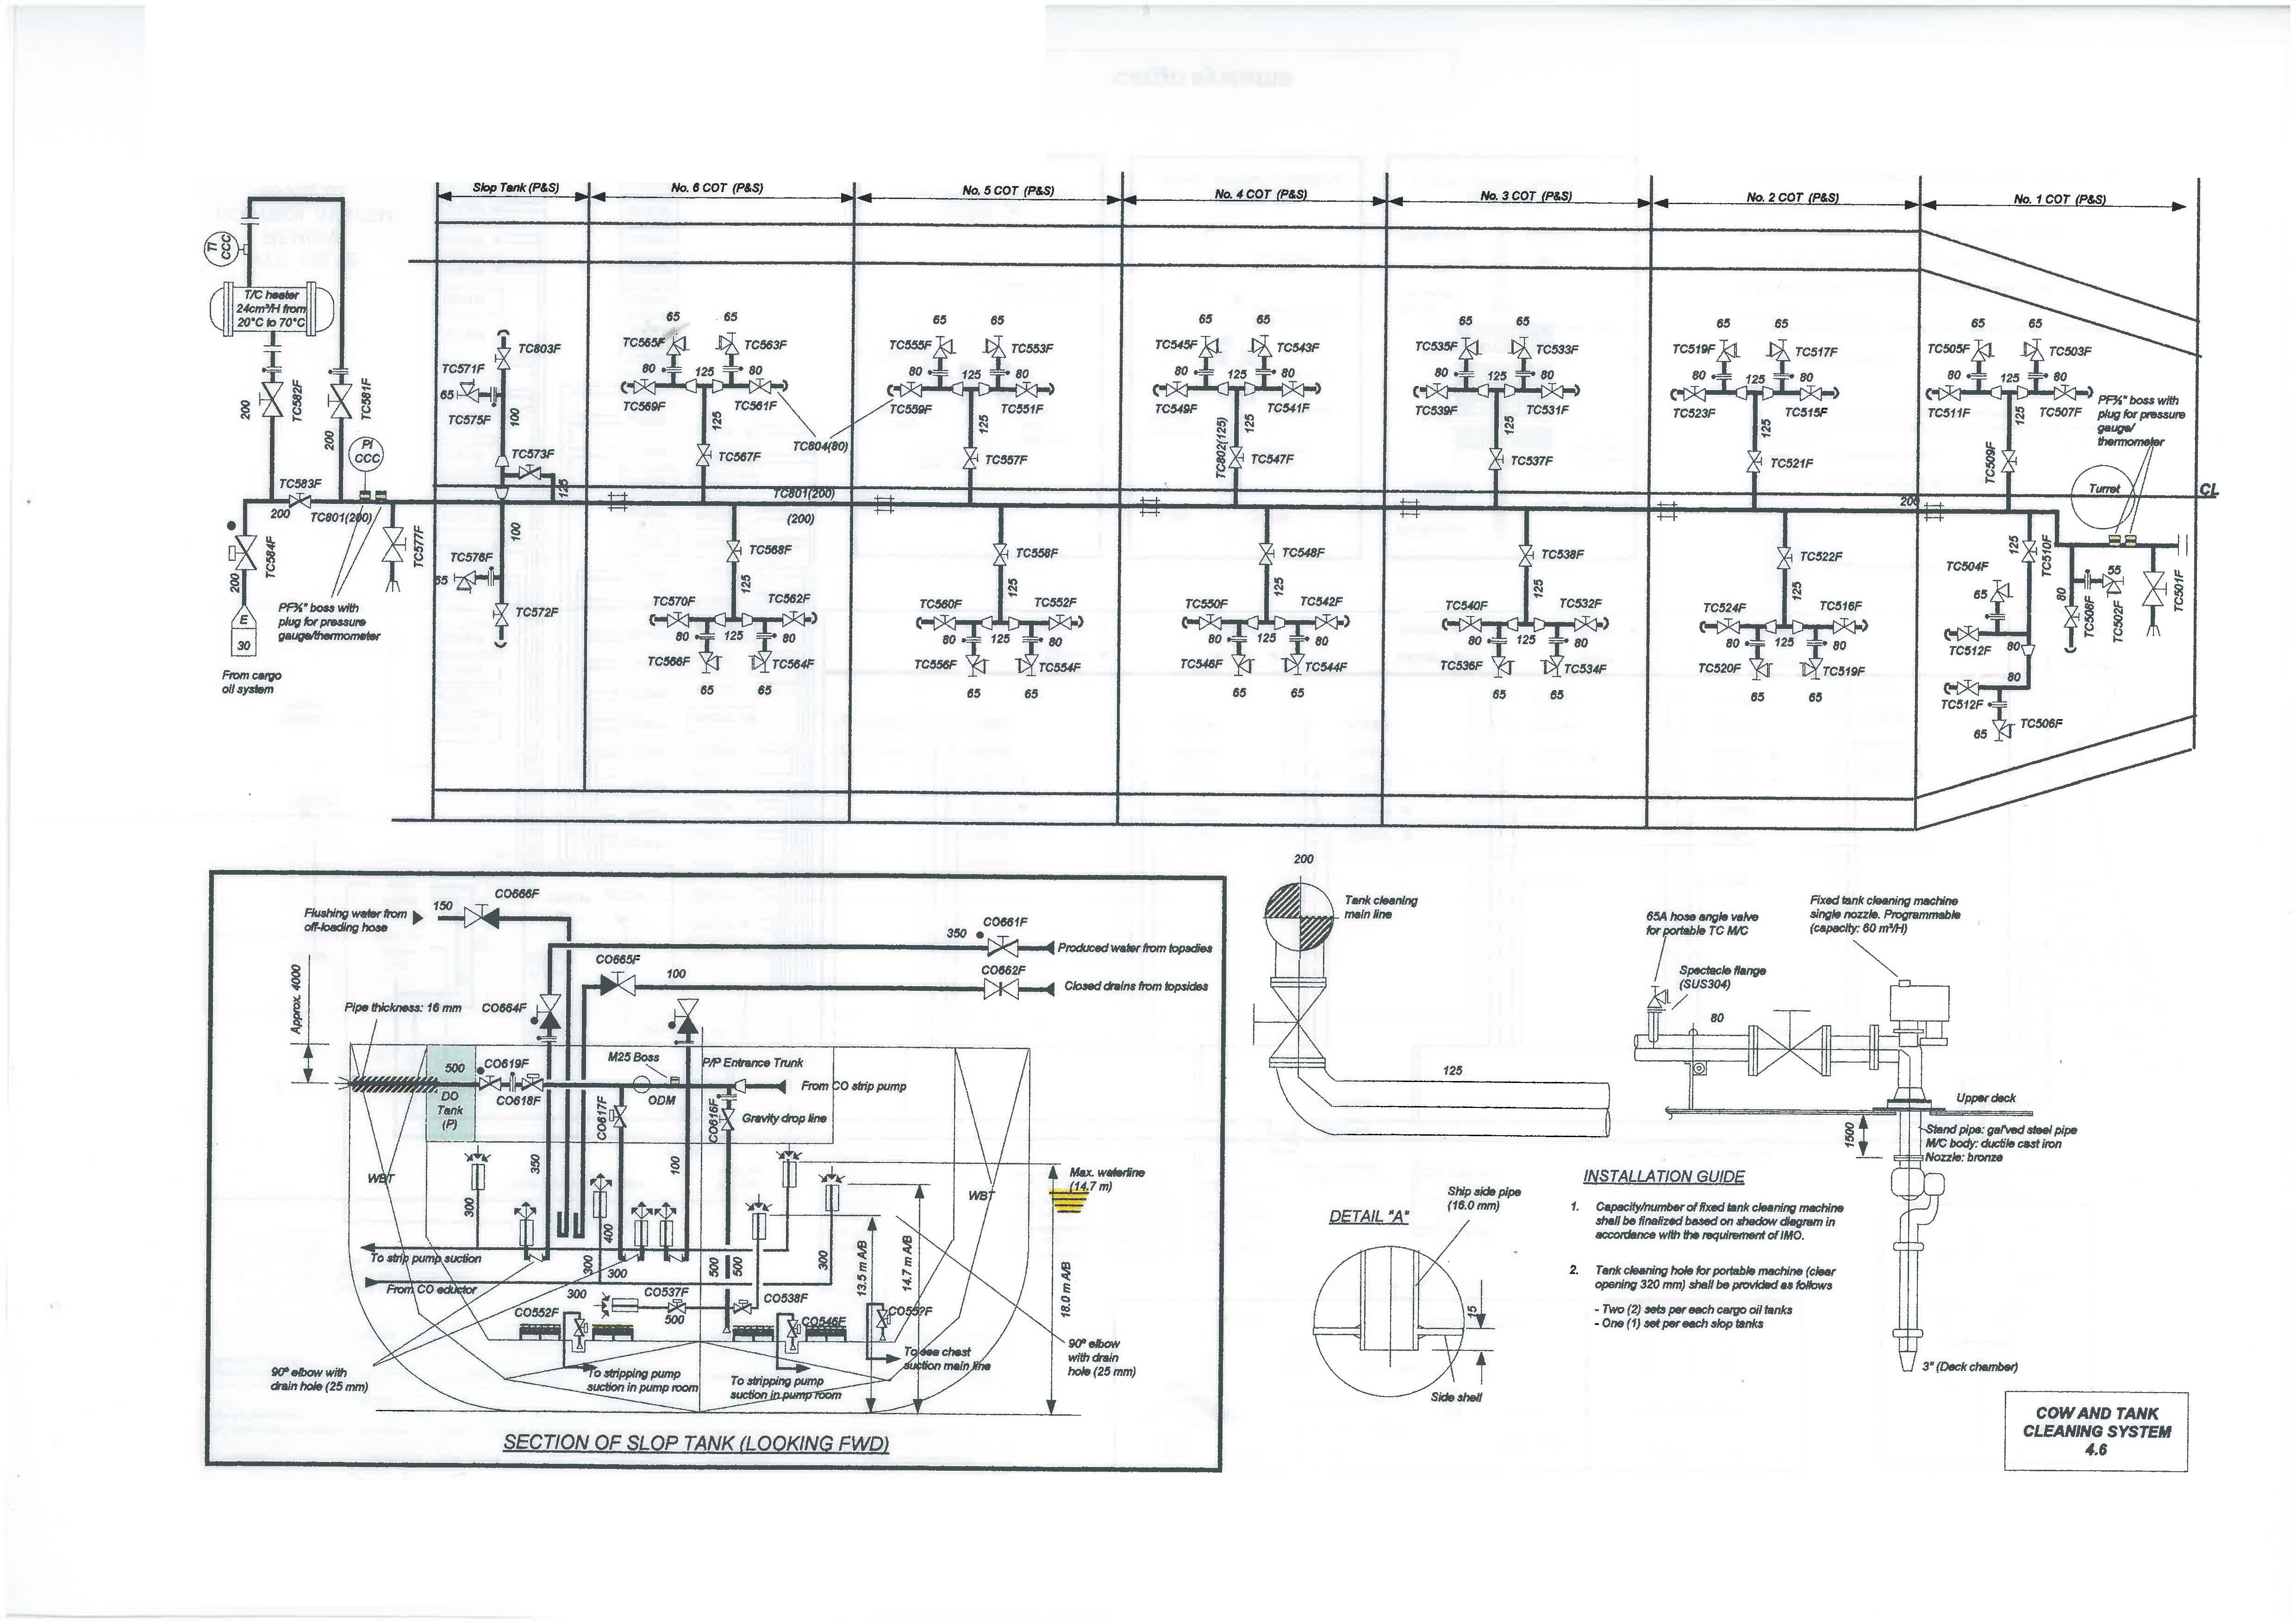 Slop Tank (P&S)
No. 6 COT (P&S)
No. 5 COT (P&S)
No. 4 COT (P&S)
No. 3 COT (P&S)
No. 2 COT (P&S)
No. 1 COT (P&S)
TI
CCC
T/C heater
24cm³/H from
20°C to 70°C
TC582F
TC581F
200
200
PI
CCC
TC583F
200
TC801(200)
TC584F
200
TC577F
E
30
From cargo
oil system
PF¾" boss with
plug for pressure
gauge/thermometer
TC803F
TC571F
65
TC575F
100
TC573F
125
100
TC576F
65
TC572F
65
65
TC565F
TC563F
80
125
80
TC569F
TC561F
125
TC567F
TC804(80)
TC801(200)
(200)
TC568F
125
TC570F
TC562F
80
125
80
TC566F
TC564F
65
65
65
65
TC555F
TC553F
80
125
80
TC559F
TC551F
125
TC557F
TC558F
125
TC560F
TC552F
80
125
80
TC556F
TC554F
65
65
65
65
TC545F
TC543F
80
125
80
TC549F
TC541F
TC802(125)
125
TC547F
TC548F
125
TC550F
TC542F
80
125
80
TC546F
TC544F
65
65
65
65
TC535F
TC533F
80
125
80
TC539F
TC531F
125
TC537F
TC538F
125
TC540F
TC532F
80
125
80
TC536F
TC534F
65
65
65
65
TC519F
TC517F
80
125
80
TC523F
TC515F
125
TC521F
200
TC522F
125
TC524F
TC516F
80
125
80
TC520F
TC519F
65
65
65
65
TC505F
TC503F
80
125
80
TC511F
TC507F
125
TC509F
PF¾" boss with
plug for pressure
gauge/
thermometer
Turret
CL
125
TC510F
TC504F
65
TC512F
80
80
TC512F
65
TC506F
80
TC508F
55
TC502F
TC501F
CO666F
150
Flushing water from
off-loading hose
CO661F
350
Produced water from topsdies
CO665F
100
CO662F
Closed drains from topsides
Approx. 4000
Pipe thickness: 16 mm
CO664F
M25 Boss
P/P Entrance Trunk
500
CO619F
CO618F
From CO strip pump
DO
Tank
(P)
ODM
CO617F
CO616F
Gravity drop line
WBT
350
100
WBT
Max. waterline
(14.7 m)
300
400
300
To strip pump suction
300
300
500
500
From CO eductor
300
CO537F
CO538F
500
CO552F
CO546F
13.5 m A/B
14.7 m A/B
18.0 m A/B
90° elbow with
drain hole (25 mm)
To stripping pump
suction in pump room
To stripping pump
suction in pump room
To sea chest
suction main line
90° elbow
with drain
hole (25 mm)
SECTION OF SLOP TANK (LOOKING FWD)
200
Tank cleaning
main line
125
DETAIL "A"
Ship side pipe
(16.0 mm)
15
Side shell
65A hose angle valve
for portable TC M/C
Spectacle flange
(SUS304)
80
Fixed tank cleaning machine
single nozzle. Programmable
(capacity: 60 m³/H)
Upper deck
1500
Stand pipe: gal'ved steel pipe
M/C body: ductile cast iron
Nozzle: bronze
3" (Deck chamber)
INSTALLATION GUIDE
1. Capacity/number of fixed tank cleaning machine
shall be finalized based on shadow diagram in
accordance with the requirement of IMO.
2. Tank cleaning hole for portable machine (clear
opening 320 mm) shall be provided as follows
- Two (2) sets per each cargo oil tanks
- One (1) set per each slop tanks
COW AND TANK
CLEANING SYSTEM
4.6